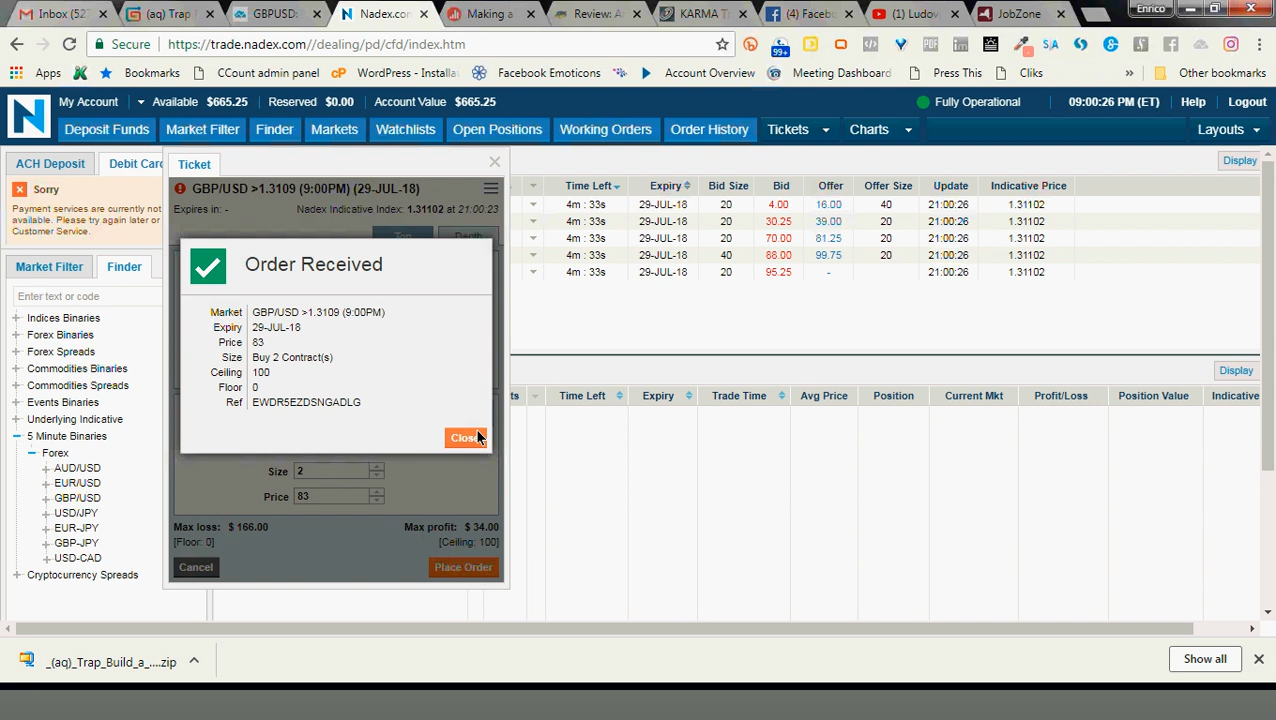 Inbox (527
(aq) Trap
GBPUSD:
Nadex.con
Making a
Review: A
KARMA T
(4) Facebo
(1) Ludov
JobZone
Enrico
Secure https://trade.nadex.com//dealing/pd/cfd/index.htm
99+
PDF
S/A
Apps Bookmarks CCount admin panel WordPress - Installa Facebook Emoticons Account Overview Meeting Dashboard Press This Cliks » Other bookmarks
My Account Available $665.25 Reserved $0.00 Account Value $665.25 Fully Operational 09:00:26 PM (ET) Help Logout
Deposit Funds Market Filter Finder Markets Watchlists Open Positions Working Orders Order History Tickets Charts Layouts
ACH Deposit Debit Card
Sorry
Payment services are currently not
available. Please try again later or
Customer Service.
Market Filter Finder
Enter text or code
Indices Binaries
Forex Binaries
Forex Spreads
Commodities Binaries
Commodities Spreads
Events Binaries
Underlying Indicative
5 Minute Binaries
Forex
AUD/USD
EUR/USD
GBP/USD
USD/JPY
EUR-JPY
GBP-JPY
USD-CAD
Cryptocurrency Spreads
Ticket
GBP/USD >1.3109 (9:00PM) (29-JUL-18)
Expires in: - Nadex Indicative Index: 1.31102 at 21:00:23
Depth
Order Received
Market GBP/USD >1.3109 (9:00PM)
Expiry 29-JUL-18
Price 83
Size Buy 2 Contract(s)
Ceiling 100
Floor 0
Ref EWDR5EZDSNGADLG
Close
Size 2
Price 83
Max loss: $ 166.00 Max profit: $ 34.00
[Floor: 0] [Ceiling: 100]
Cancel Place Order
Display
Time Left Expiry Bid Size Bid Offer Offer Size Update Indicative Price
4m : 33s 29-JUL-18 20 4.00 16.00 40 21:00:26 1.31102
4m : 33s 29-JUL-18 20 30.25 39.00 20 21:00:26 1.31102
4m : 33s 29-JUL-18 20 70.00 81.25 20 21:00:26 1.31102
4m : 33s 29-JUL-18 40 88.00 99.75 20 21:00:26 1.31102
4m : 33s 29-JUL-18 20 95.25 - 21:00:26 1.31102
Display
ts Time Left Expiry Trade Time Avg Price Position Current Mkt Profit/Loss Position Value Indicative
_(aq)_Trap_Build_a_....zip
Show all